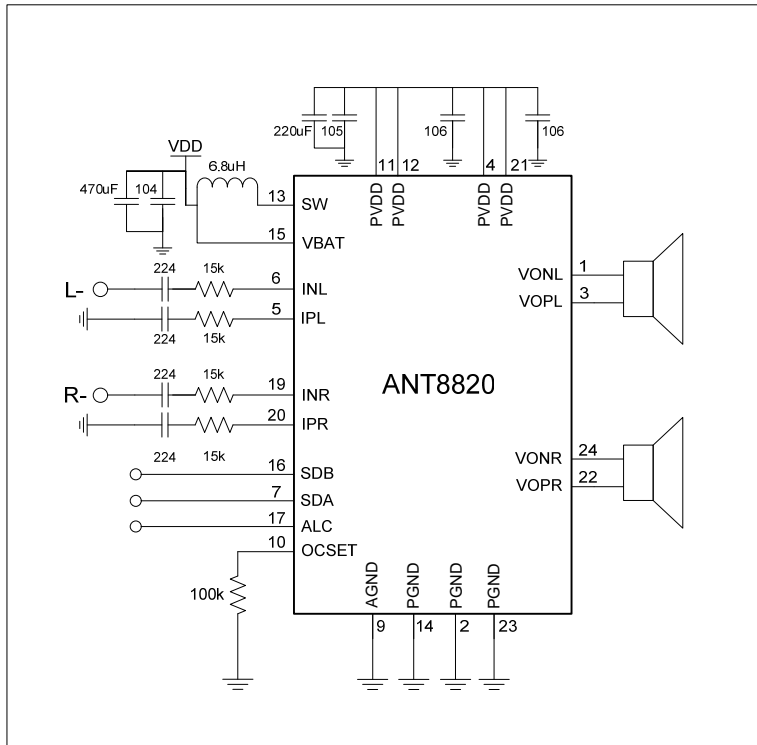 220uF 105 106 106
VDD
11 12 4 21
PVDD PVDD PVDD PVDD
6.8uH
470uF 104
13 SW
15 VBAT
224 15k
L- 6 INL
5 IPL
224 15k
1 VONL
3 VOPL
ANT8820
224 15k
R- 19 INR
20 IPR
224 15k
24 VONR
22 VOPR
16 SDB
7 SDA
17 ALC
10 OCSET
100k
AGND PGND PGND PGND
9 14 2 23